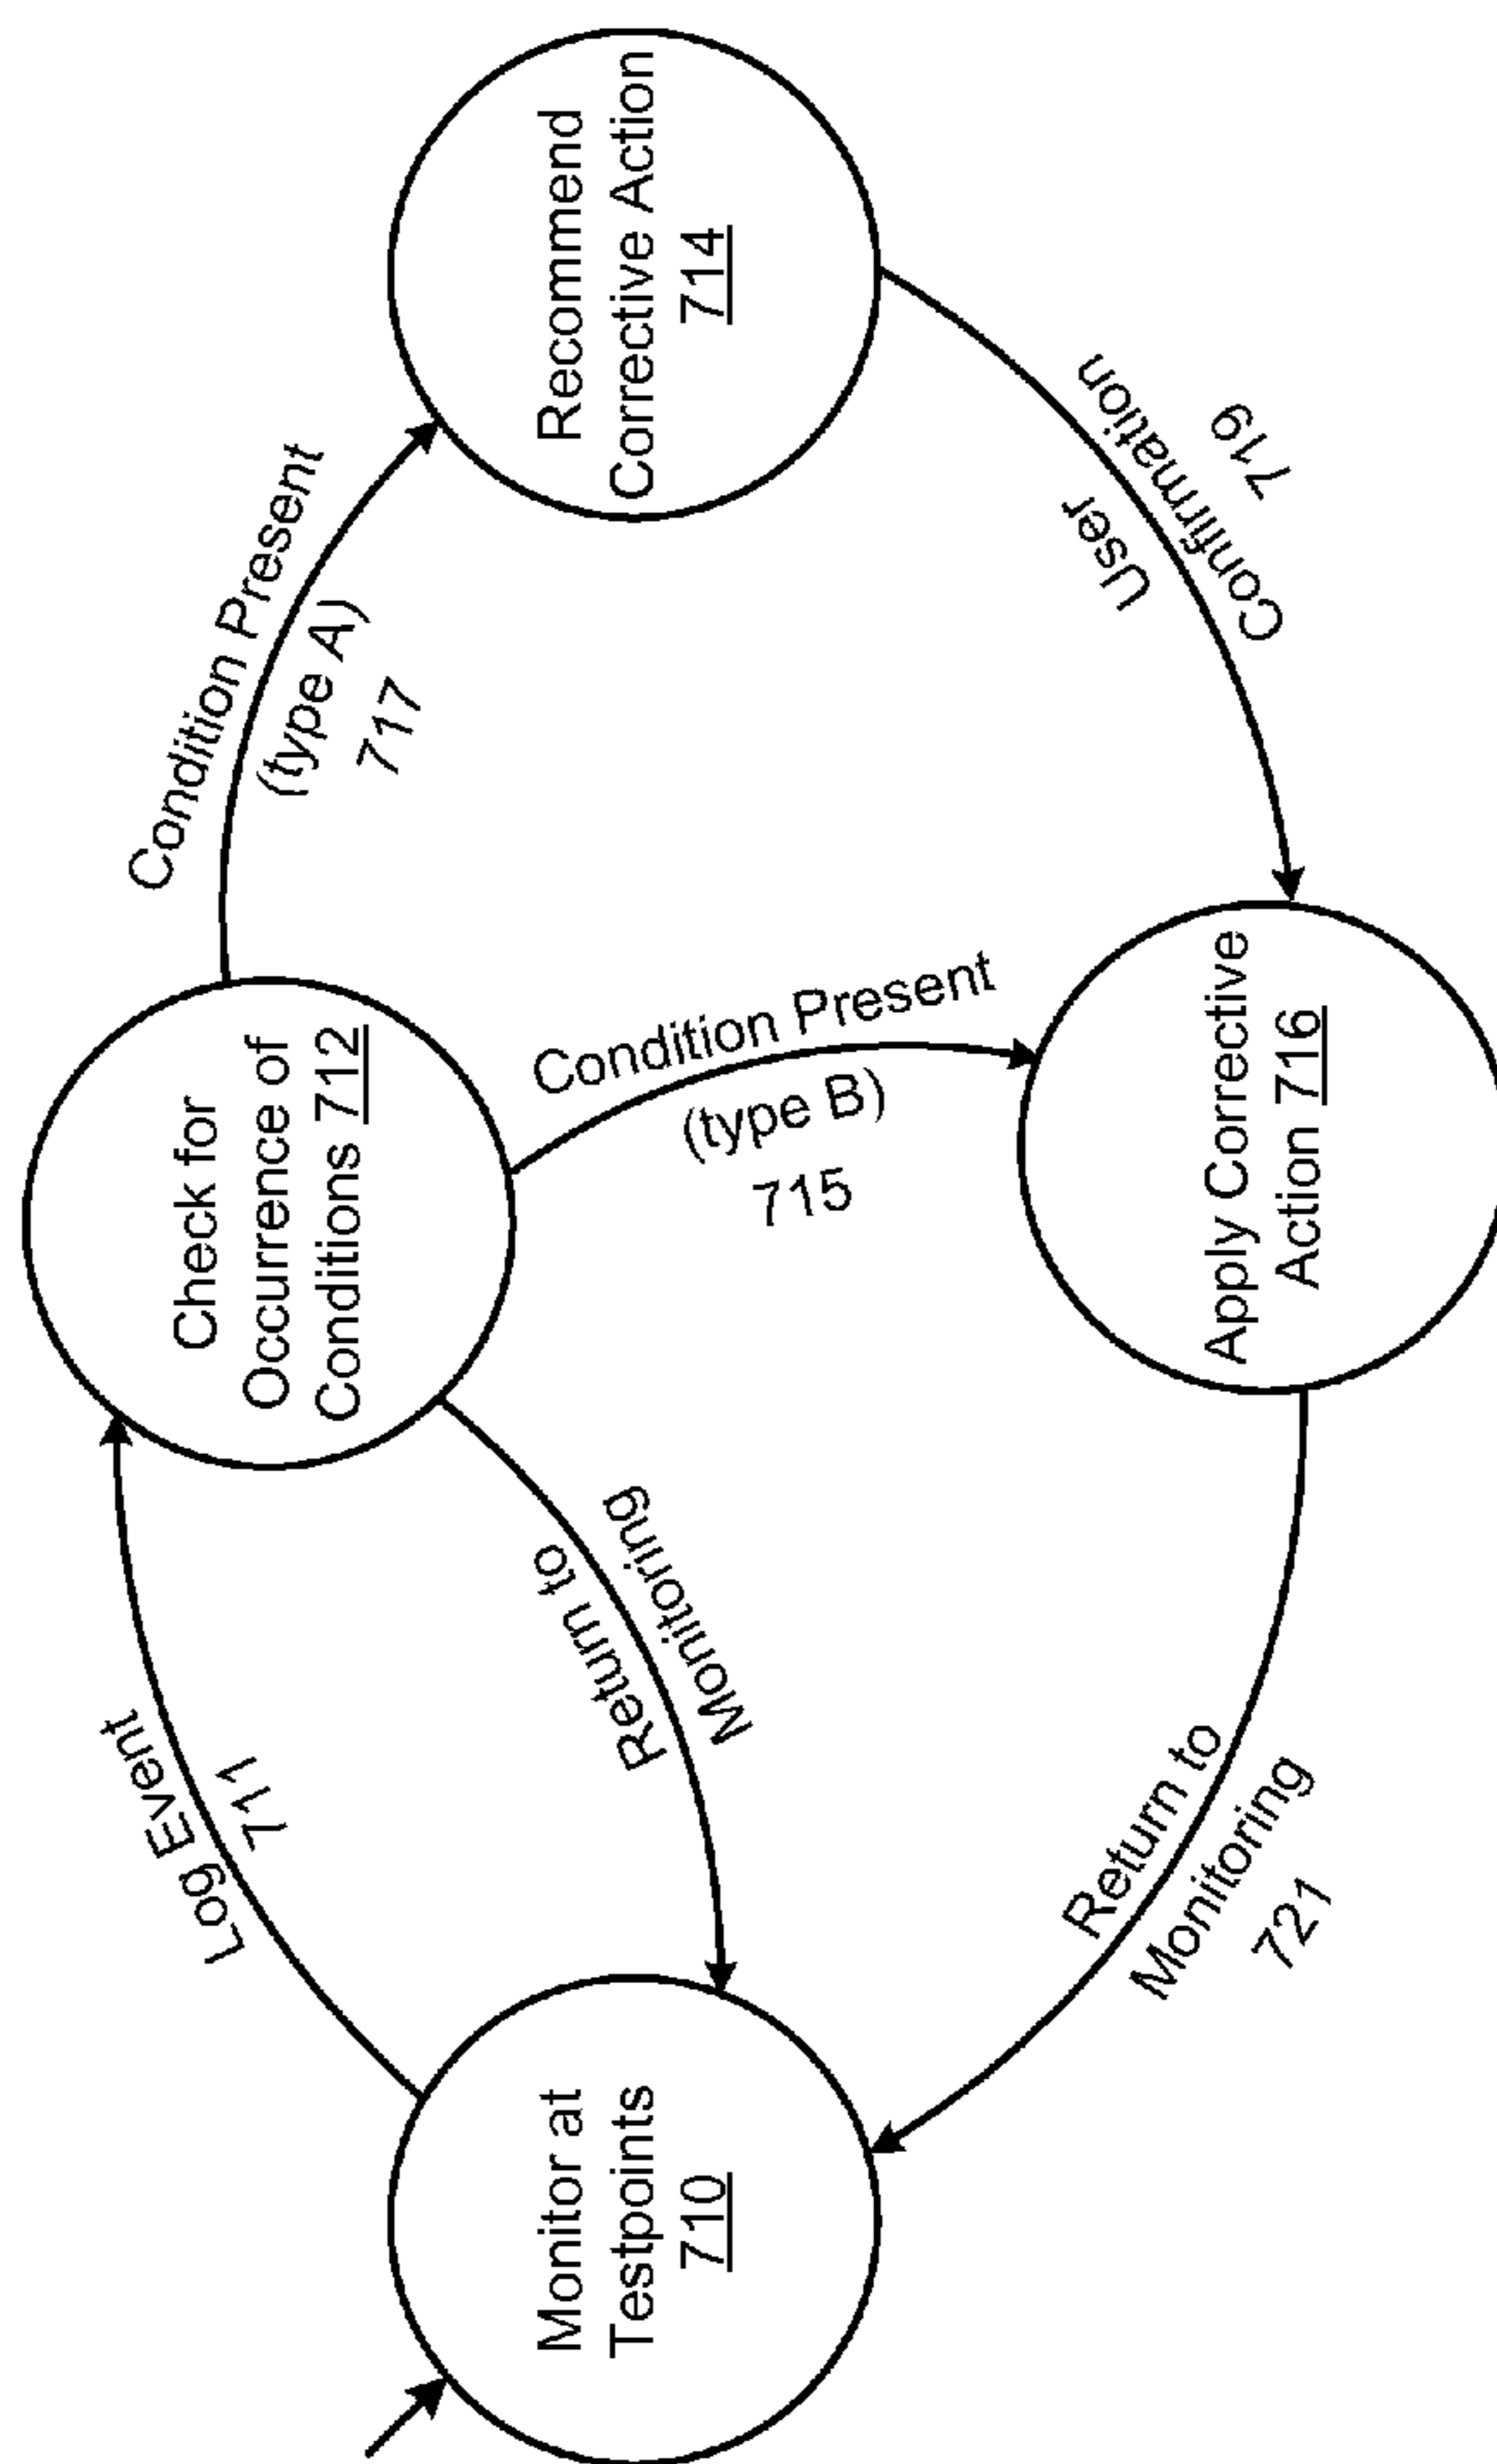 Monitor at
Testpoints
710
Log Event
711
Check for
Occurrence of
Conditions 712
Return to
Monitoring
Condition Present
(type A)
717
Condition Present
(type B)
715
Recommend
Corrective Action
714
User
Confirmation
719
Apply Corrective
Action 716
Return to
Monitoring
721